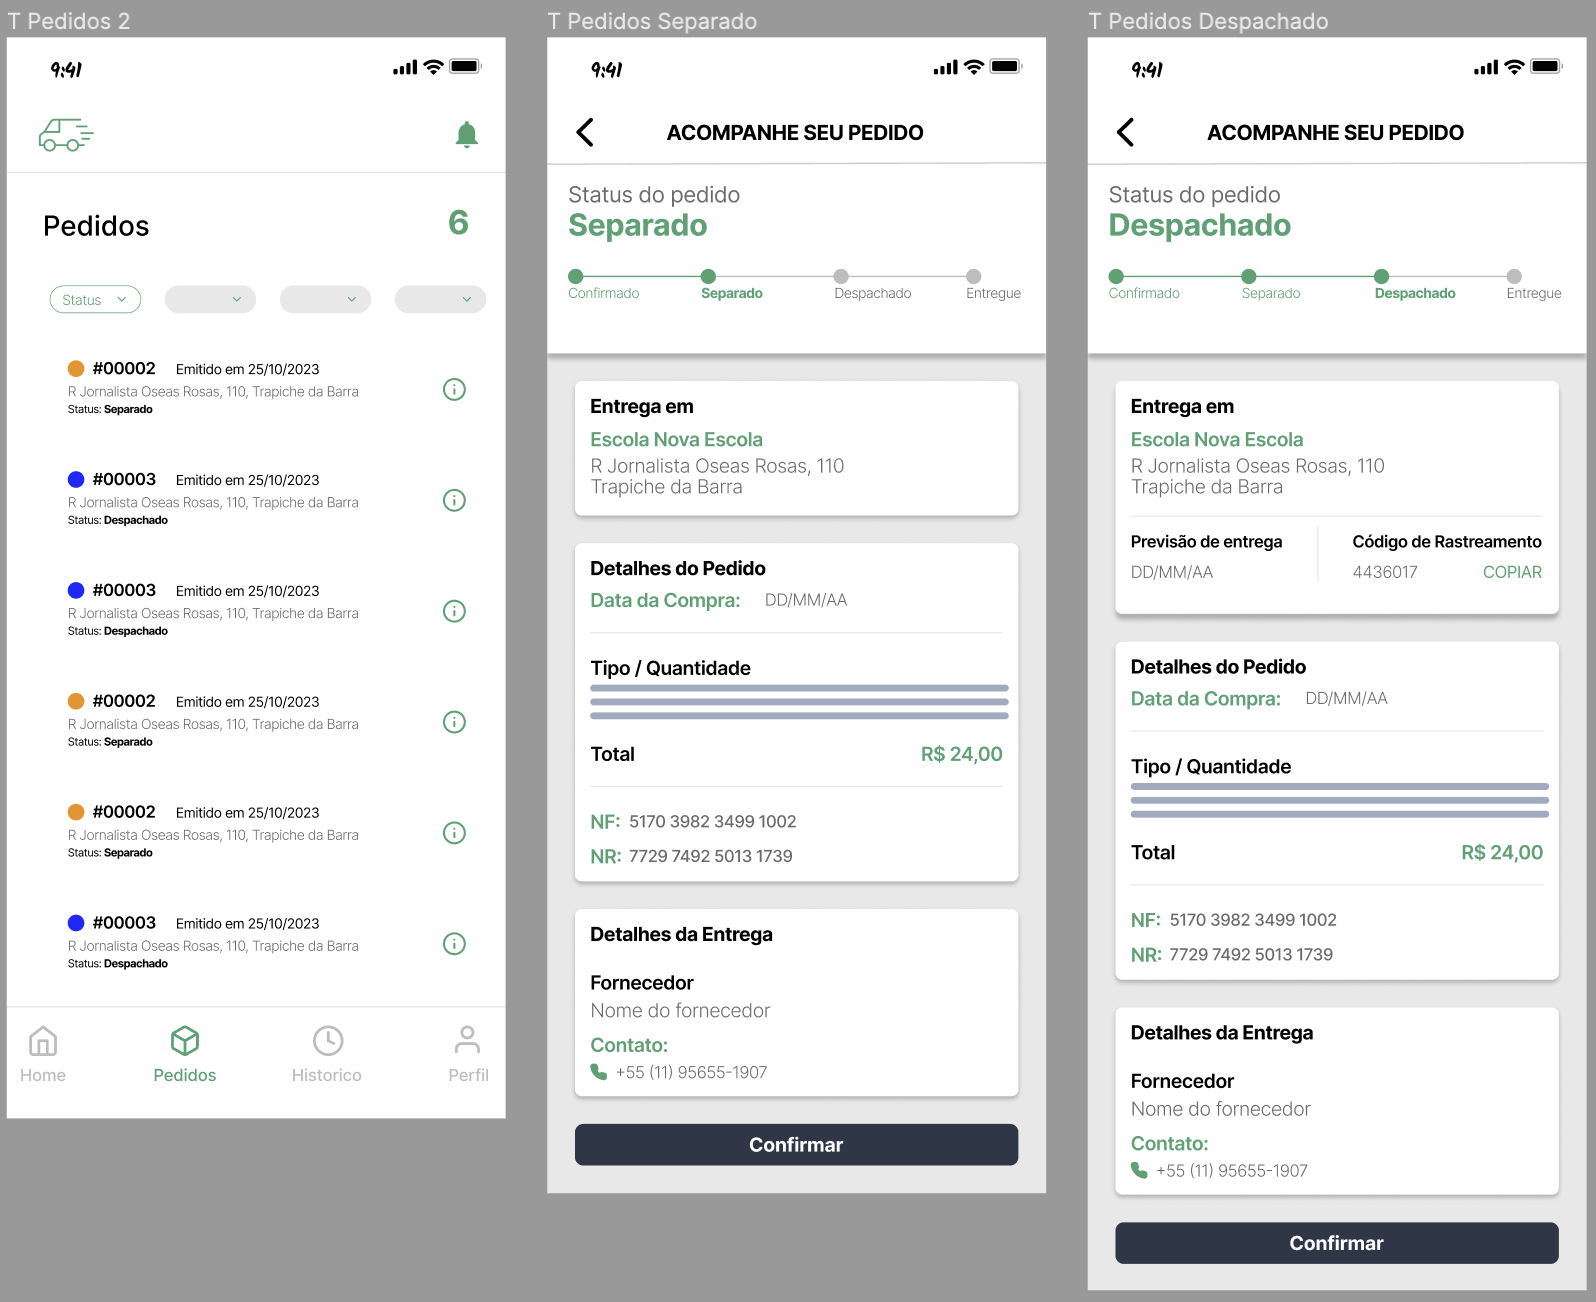 T Pedidos 2
9:41
Pedidos
6
Status
#00002 Emitido em 25/10/2023
R Jornalista Oseas Rosas, 110, Trapiche da Barra
Status: Separado
#00003 Emitido em 25/10/2023
R Jornalista Oseas Rosas, 110, Trapiche da Barra
Status: Despachado
#00003 Emitido em 25/10/2023
R Jornalista Oseas Rosas, 110, Trapiche da Barra
Status: Despachado
#00002 Emitido em 25/10/2023
R Jornalista Oseas Rosas, 110, Trapiche da Barra
Status: Separado
#00002 Emitido em 25/10/2023
R Jornalista Oseas Rosas, 110, Trapiche da Barra
Status: Separado
#00003 Emitido em 25/10/2023
R Jornalista Oseas Rosas, 110, Trapiche da Barra
Status: Despachado
Home Pedidos Historico Perfil
T Pedidos Separado
9:41
ACOMPANHE SEU PEDIDO
Status do pedido
Separado
Confirmado Separado Despachado Entregue
Entrega em
Escola Nova Escola
R Jornalista Oseas Rosas, 110
Trapiche da Barra
Detalhes do Pedido
Data da Compra: DD/MM/AA
Tipo / Quantidade
Total R$ 24,00
NF: 5170 3982 3499 1002
NR: 7729 7492 5013 1739
Detalhes da Entrega
Fornecedor
Nome do fornecedor
Contato:
+55 (11) 95655-1907
Confirmar
T Pedidos Despachado
9:41
ACOMPANHE SEU PEDIDO
Status do pedido
Despachado
Confirmado Separado Despachado Entregue
Entrega em
Escola Nova Escola
R Jornalista Oseas Rosas, 110
Trapiche da Barra
Previsão de entrega Código de Rastreamento
DD/MM/AA 4436017 COPIAR
Detalhes do Pedido
Data da Compra: DD/MM/AA
Tipo / Quantidade
Total R$ 24,00
NF: 5170 3982 3499 1002
NR: 7729 7492 5013 1739
Detalhes da Entrega
Fornecedor
Nome do fornecedor
Contato:
+55 (11) 95655-1907
Confirmar